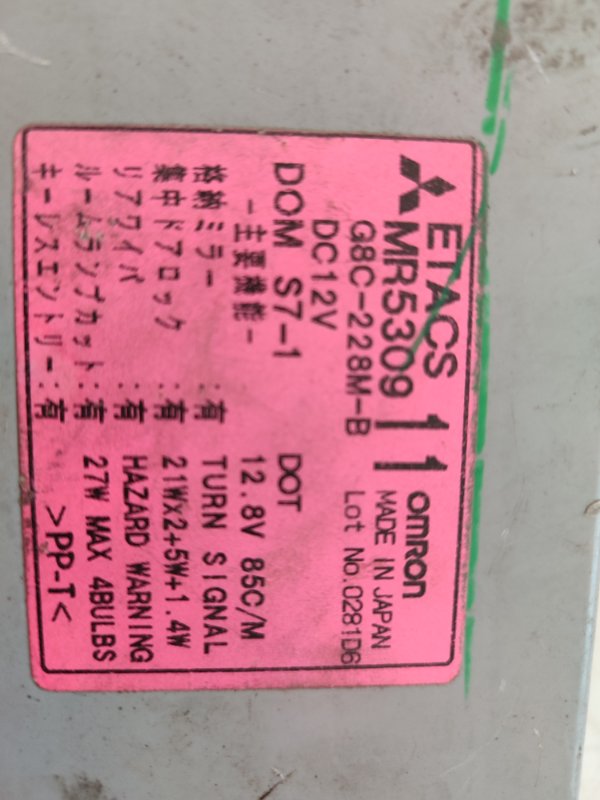 ETACS
MR530911 OMRON
G8C-228M-B MADE IN JAPAN
DC12V Lot No.0281D6
DOM S7-1 DOT
-主要機能- 12.8V 85C/M
格納ミラー :有 TURN SIGNAL
集中ドアロック :有 21WX2+5W+1.4W
リアワイパ :有 HAZARD WARNING
ルームランプカット:有 27W MAX 4BULBS
キーレスエントリー:有 >PP-T<